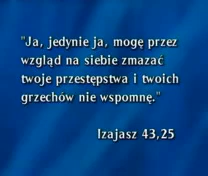 "Ja, jedynie ja, mogę przez
wzgląd na siebie zmazać
twoje przestępstwa i twoich
grzechów nie wspomnę."
Izajasz 43,25